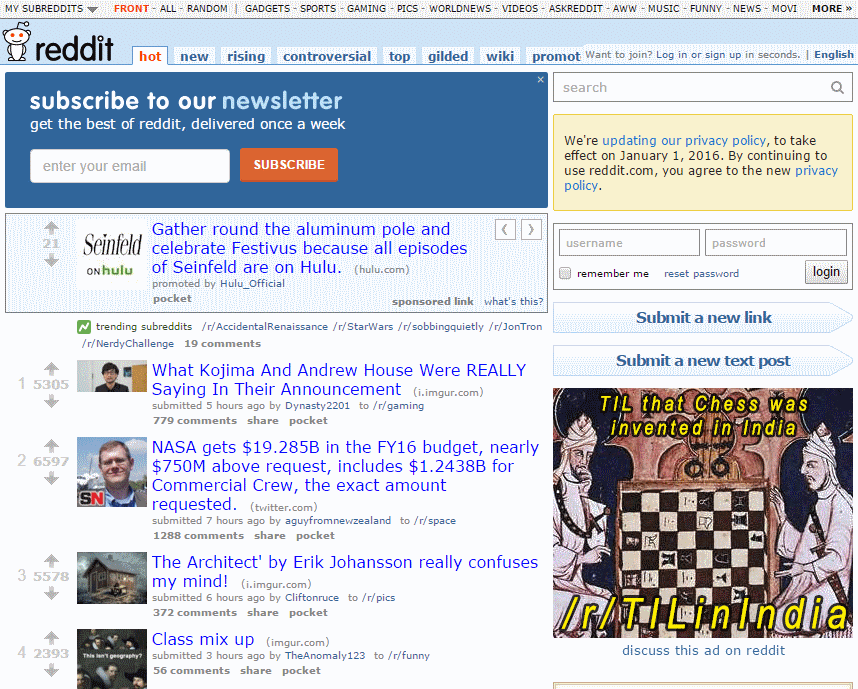 MY SUBREDDITS FRONT - ALL - RANDOM | GADGETS - SPORTS - GAMING - PICS - WORLDNEWS - VIDEOS - ASKREDDIT - AWW - MUSIC - FUNNY - NEWS - MOVI MORE »
reddit hot new rising controversial top gilded wiki promot Want to join? Log in or sign up in seconds. | English
subscribe to our newsletter
get the best of reddit, delivered once a week
enter your email SUBSCRIBE
21
Seinfeld
ON hulu
Gather round the aluminum pole and
celebrate Festivus because all episodes
of Seinfeld are on Hulu. (hulu.com)
promoted by Hulu_Official
pocket
sponsored link what's this?
trending subreddits /r/AccidentalRenaissance /r/StarWars /r/sobbingquietly /r/JonTron
/r/NerdyChallenge 19 comments
1 5305
What Kojima And Andrew House Were REALLY
Saying In Their Announcement (i.imgur.com)
submitted 5 hours ago by Dynasty2201 to /r/gaming
779 comments share pocket
2 6597
SN
NASA gets $19.285B in the FY16 budget, nearly
$750M above request, includes $1.2438B for
Commercial Crew, the exact amount
requested. (twitter.com)
submitted 7 hours ago by aguyfromnewzealand to /r/space
1288 comments share pocket
3 5578
The Architect' by Erik Johansson really confuses
my mind! (i.imgur.com)
submitted 6 hours ago by Cliftonruce to /r/pics
372 comments share pocket
4 2393
This isn't geography?
Class mix up (imgur.com)
submitted 3 hours ago by TheAnomaly123 to /r/funny
56 comments share pocket
search
We're updating our privacy policy, to take
effect on January 1, 2016. By continuing to
use reddit.com, you agree to the new privacy
policy.
username password
remember me reset password login
Submit a new link
Submit a new text post
TIL that Chess was
invented in India
/r/TILinIndia
discuss this ad on reddit